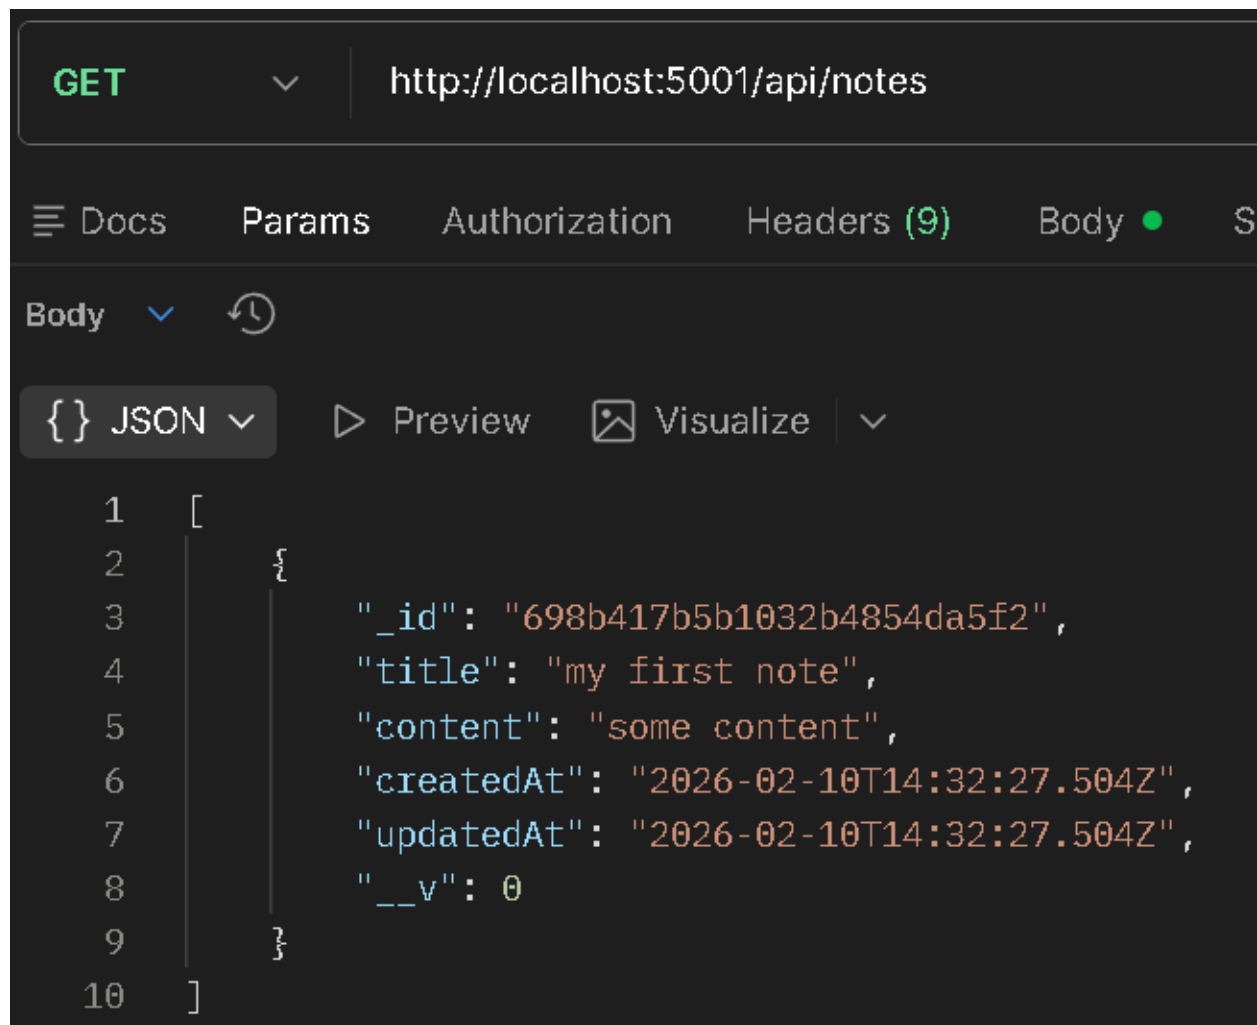 GET http://localhost:5001/api/notes
Docs Params Authorization Headers (9) Body S
Body
{} JSON Preview Visualize
1 [
2 {
3 "_id": "698b417b5b1032b4854da5f2",
4 "title": "my first note",
5 "content": "some content",
6 "createdAt": "2026-02-10T14:32:27.504Z",
7 "updatedAt": "2026-02-10T14:32:27.504Z",
8 "__v": 0
9 }
10 ]